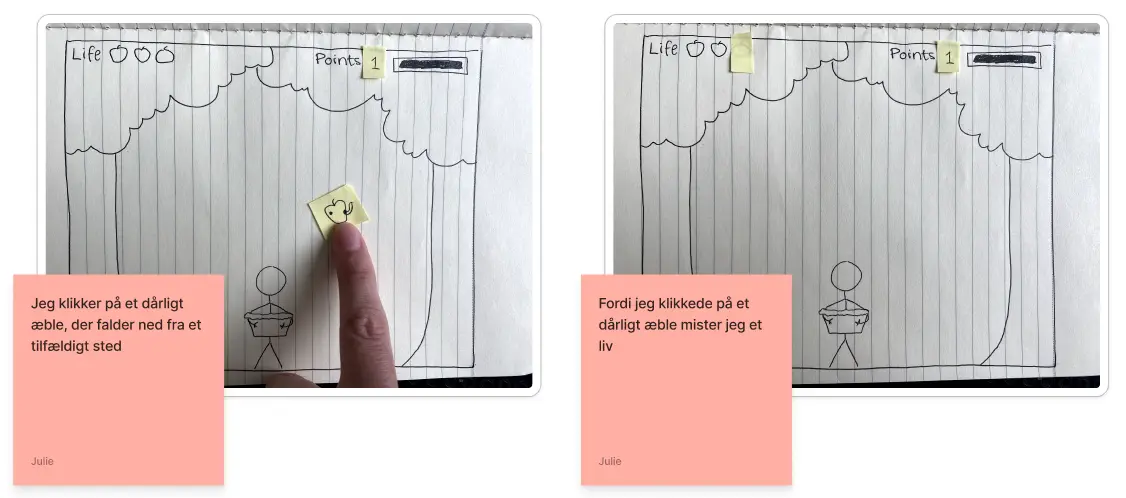 Life
Points 1
Jeg klikker på et dårligt
æble, der falder ned fra et
tilfældigt sted
Julie
Life
Points 1
Fordi jeg klikkede på et
dårligt æble mister jeg et
liv
Julie